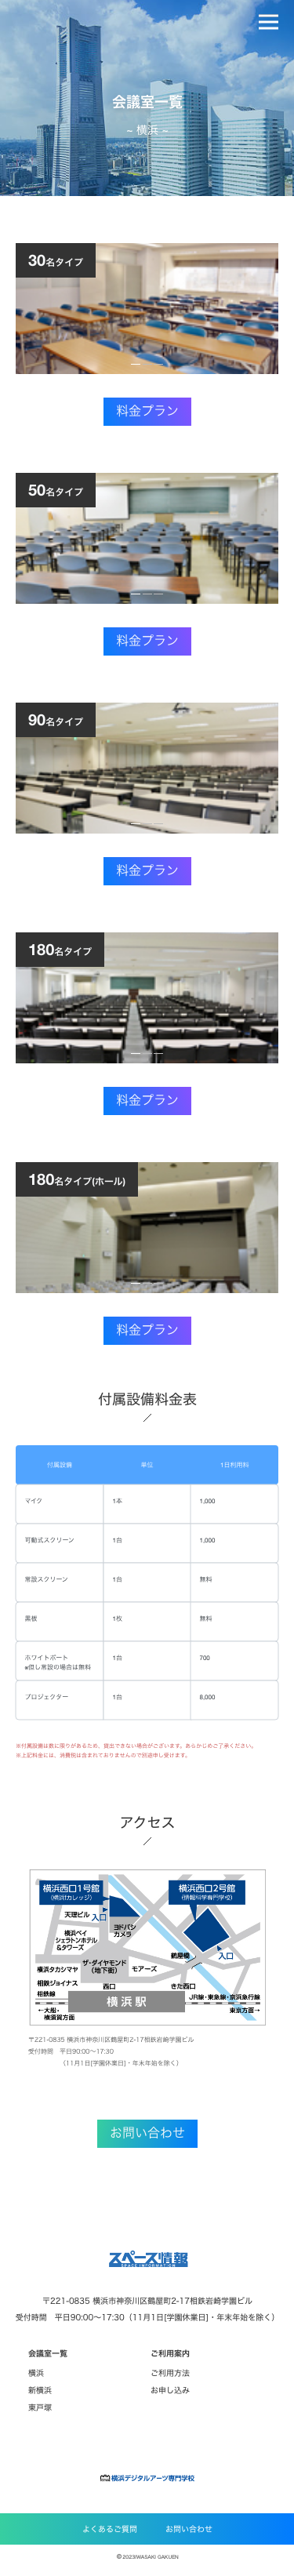 会議室一覧
~ 横浜 ~
30名タイプ
料金プラン
50名タイプ
料金プラン
90名タイプ
料金プラン
180名タイプ
料金プラン
180名タイプ(ホール)
料金プラン
付属設備料金表
付属設備 単位 1日利用料
マイク 1本 1,000
可動式スクリーン 1台 1,000
常設スクリーン 1台 無料
黒板 1枚 無料
ホワイトボート 1台 700
※但し常設の場合は無料
プロジェクター 1台 8,000
※付属設備は数に限りがあるため、貸出できない場合がございます。あらかじめご了承ください。
※上記料金には、消費税は含まれておりませんので別途申し受けます。
アクセス
横浜西口1号館
(横浜fカレッジ)
横浜西口2号館
(情報科学専門学校)
天理ビル
入口
ヨドバシ
カメラ
横浜ベイ
シェラトンホテル
&タワーズ
鶴屋橋
入口
ザ・ダイヤモンド
(地下街)
モアーズ
横浜タカシマヤ
相鉄ジョイナス
西口
きた西口
相鉄線
JR線・東急線・京浜急行線
横浜駅
←大船・
横須賀方面
東京方面→
〒221-0835 横浜市神奈川区鶴屋町2-17相鉄岩崎学園ビル
受付時間 平日90:00〜17:30
(11月1日[学園休業日]・年末年始を除く)
お問い合わせ
スペース情報
〒221-0835 横浜市神奈川区鶴屋町2-17相鉄岩崎学園ビル
受付時間 平日90:00〜17:30(11月1日[学園休業日]・年末年始を除く)
会議室一覧 ご利用案内
横浜 ご利用方法
新横浜 お申し込み
東戸塚
横浜デジタルアーツ専門学校
よくあるご質問 お問い合わせ
©2023IWASAKI GAKUEN